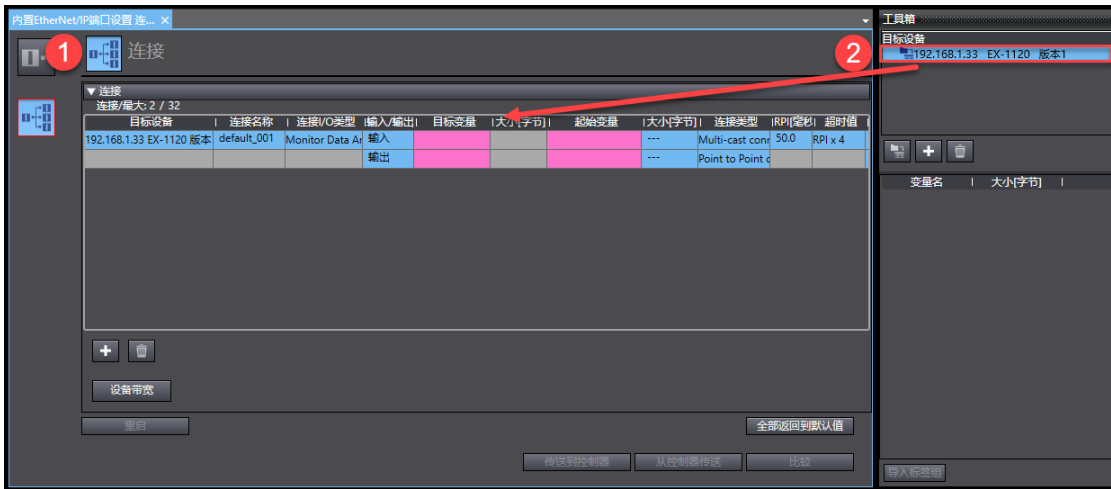 内置EtherNet/IP端口设置 连... ×
1
连接
▼ 连接
连接/最大: 2 / 32
目标设备 | 连接名称 | 连接I/O类型 |输入/输出| 目标变量 |大小[字节]| 起始变量 |大小[字节]| 连接类型 |RPI[毫秒]| 超时值
192.168.1.33 EX-1120 版本 default_001 Monitor Data Ar 输入 --- Multi-cast conn 50.0 RPI x 4
输出 --- Point to Point c
+
设备带宽
重启
全部返回到默认值
传送到控制器 从控制器传送 比较
工具箱
目标设备
2
192.168.1.33 EX-1120 版本1
+
变量名 | 大小[字节] |
导入标签组